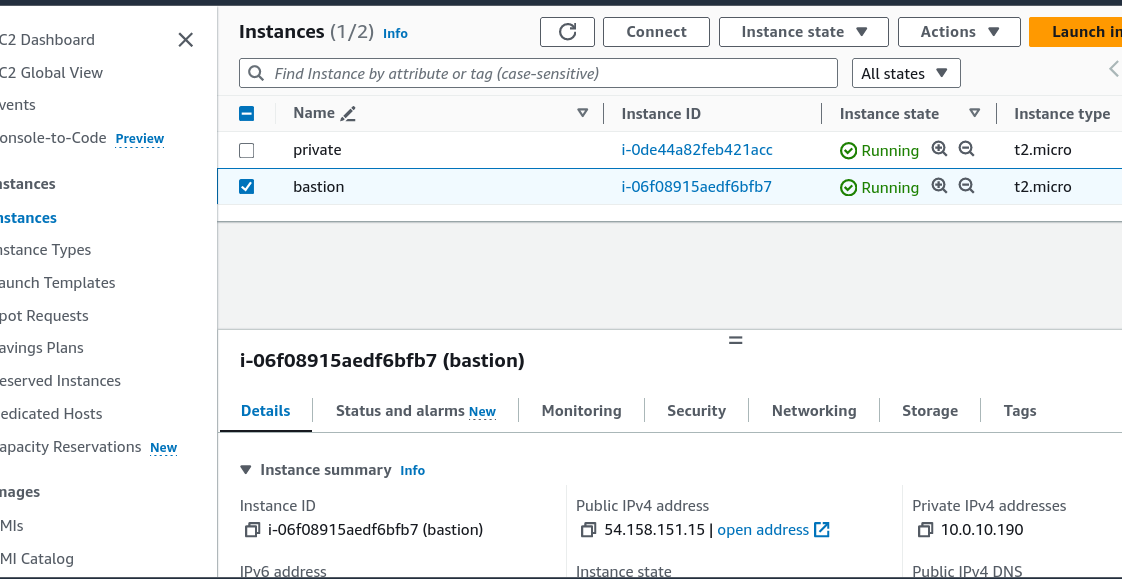 C2 Dashboard
C2 Global View
vents
onsole-to-Code Preview
nstances
nstances
nstance Types
aunch Templates
pot Requests
avings Plans
eserved Instances
edicated Hosts
apacity Reservations New
mages
MIs
MI Catalog
Instances (1/2) Info
Connect
Instance state
Actions
Launch in
Find Instance by attribute or tag (case-sensitive)
All states
Name Instance ID Instance state Instance type
private i-0de44a82feb421acc Running t2.micro
bastion i-06f08915aedf6bfb7 Running t2.micro
i-06f08915aedf6bfb7 (bastion)
Details Status and alarms New Monitoring Security Networking Storage Tags
Instance summary Info
Instance ID
i-06f08915aedf6bfb7 (bastion)
Public IPv4 address
54.158.151.15 | open address
Private IPv4 addresses
10.0.10.190
IPv6 address
Instance state
Public IPv4 DNS